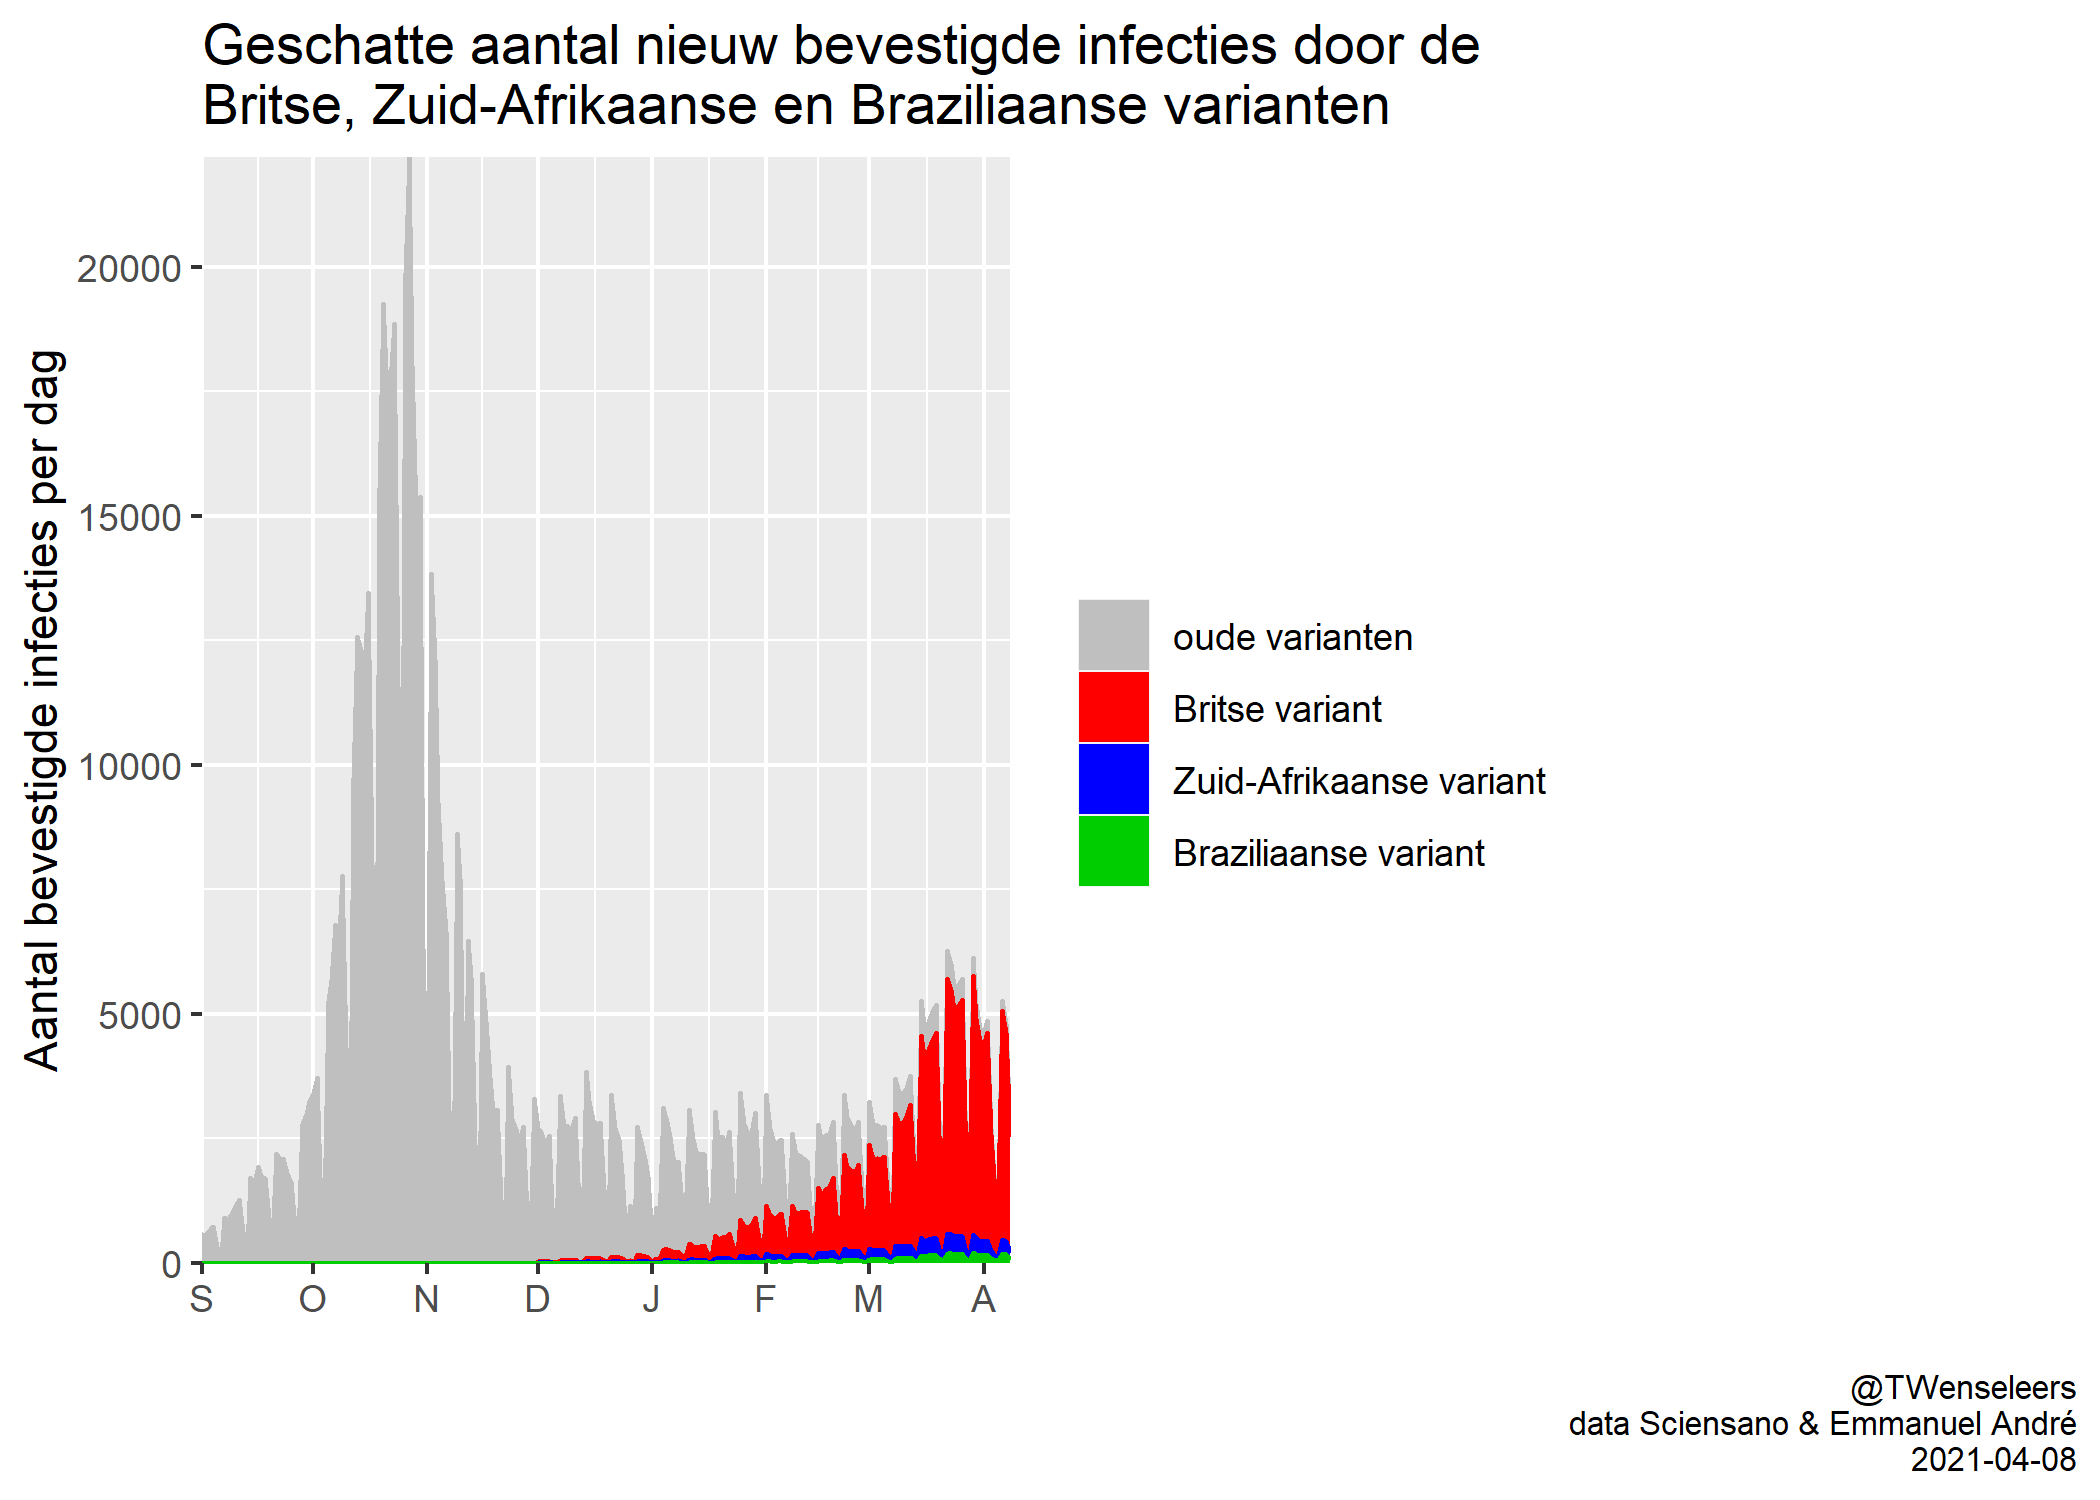 Geschatte aantal nieuw bevestigde infecties door de
Britse, Zuid-Afrikaanse en Braziliaanse varianten
Aantal bevestigde infecties per dag
20000
15000
10000
5000
0
S O N D J F M A
oude varianten
Britse variant
Zuid-Afrikaanse variant
Braziliaanse variant
@TWenseleers
data Sciensano & Emmanuel André
2021-04-08